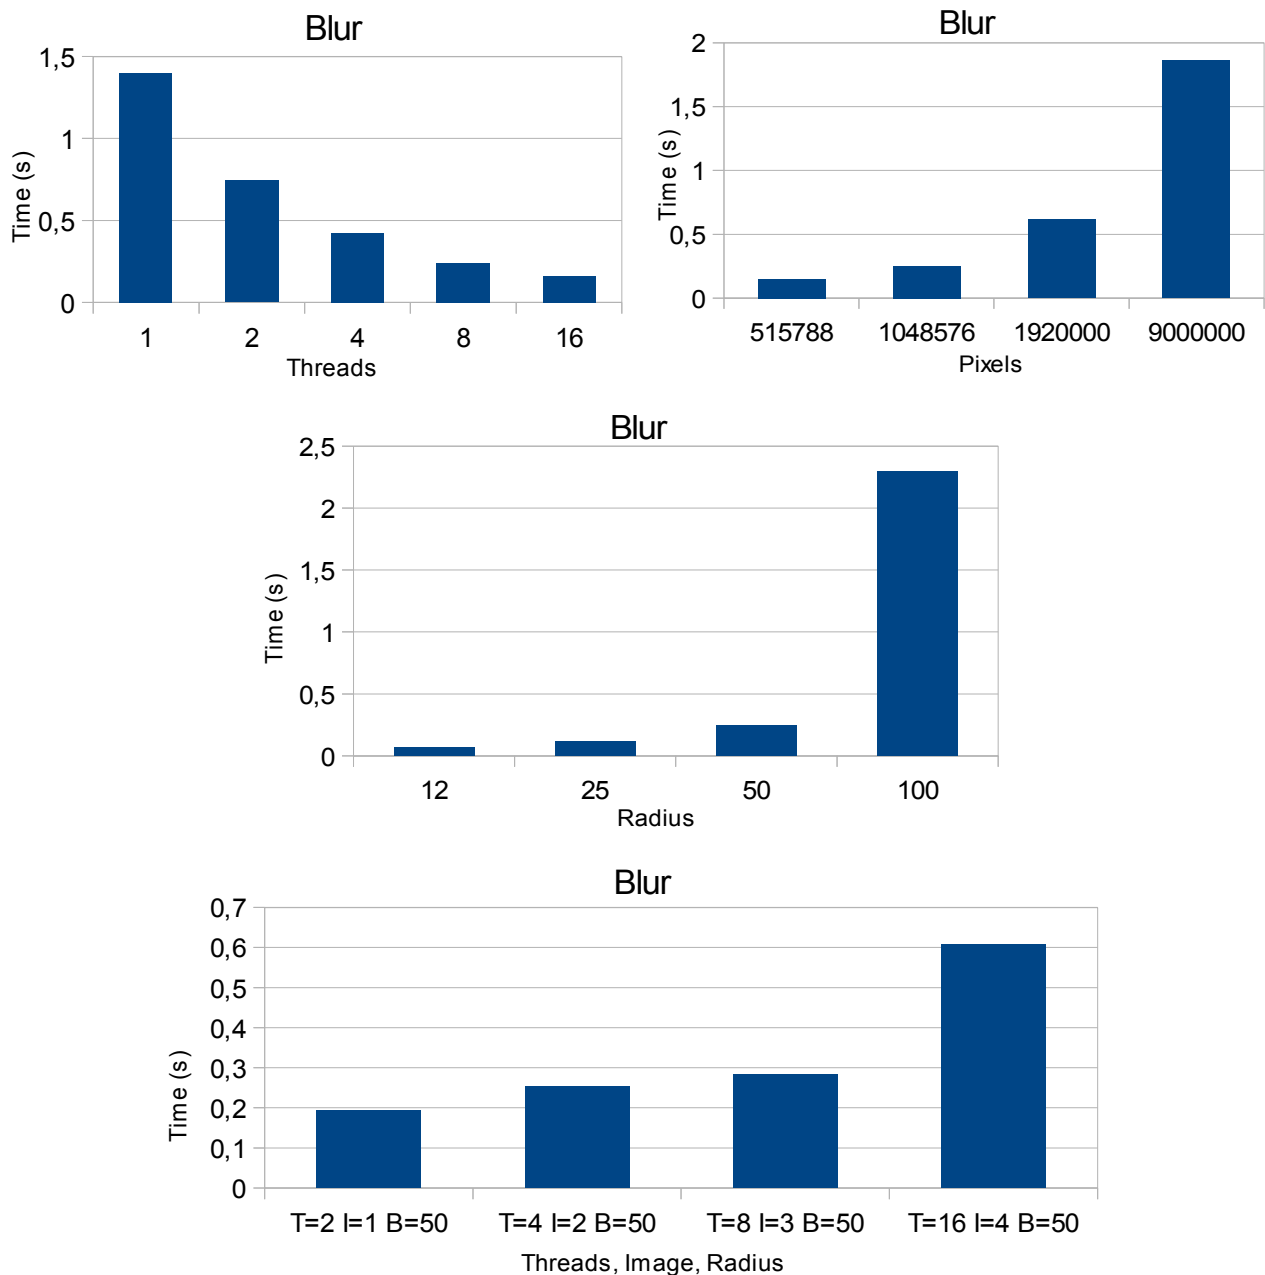 Blur
1,5
1
0,5
0
Time (s)
1 2 4 8 16
Threads
Blur
2
1,5
1
0,5
0
Time (s)
515788 1048576 1920000 9000000
Pixels
Blur
2,5
2
1,5
1
0,5
0
Time (s)
12 25 50 100
Radius
Blur
0,7
0,6
0,5
0,4
0,3
0,2
0,1
0
Time (s)
T=2 I=1 B=50 T=4 I=2 B=50 T=8 I=3 B=50 T=16 I=4 B=50
Threads, Image, Radius